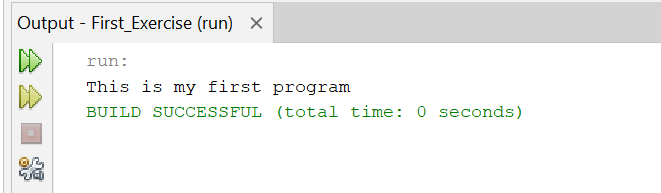 Output - First_Exercise (run)
run:
This is my first program
BUILD SUCCESSFUL (total time: 0 seconds)